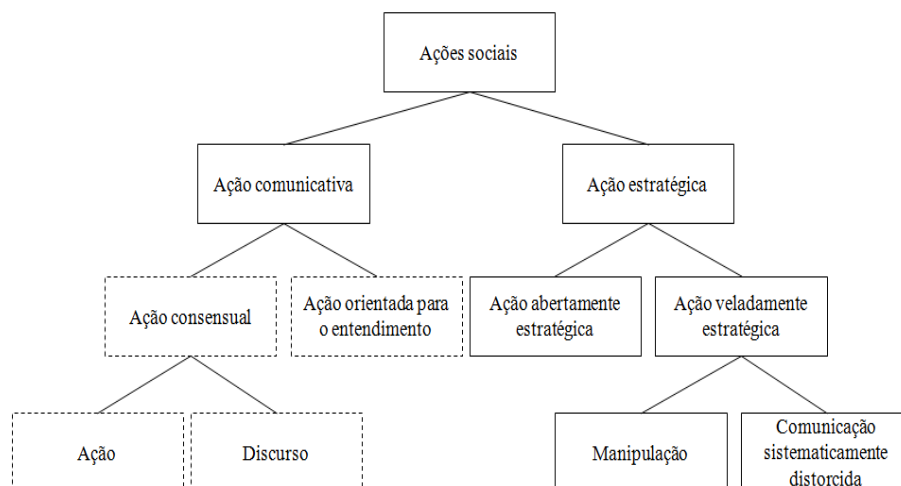 Ações sociais
Ação comunicativa
Ação estratégica
Ação consensual
Ação orientada para
o entendimento
Ação abertamente
estratégica
Ação veladamente
estratégica
Ação
Discurso
Manipulação
Comunicação
sistematicamente
distorcida